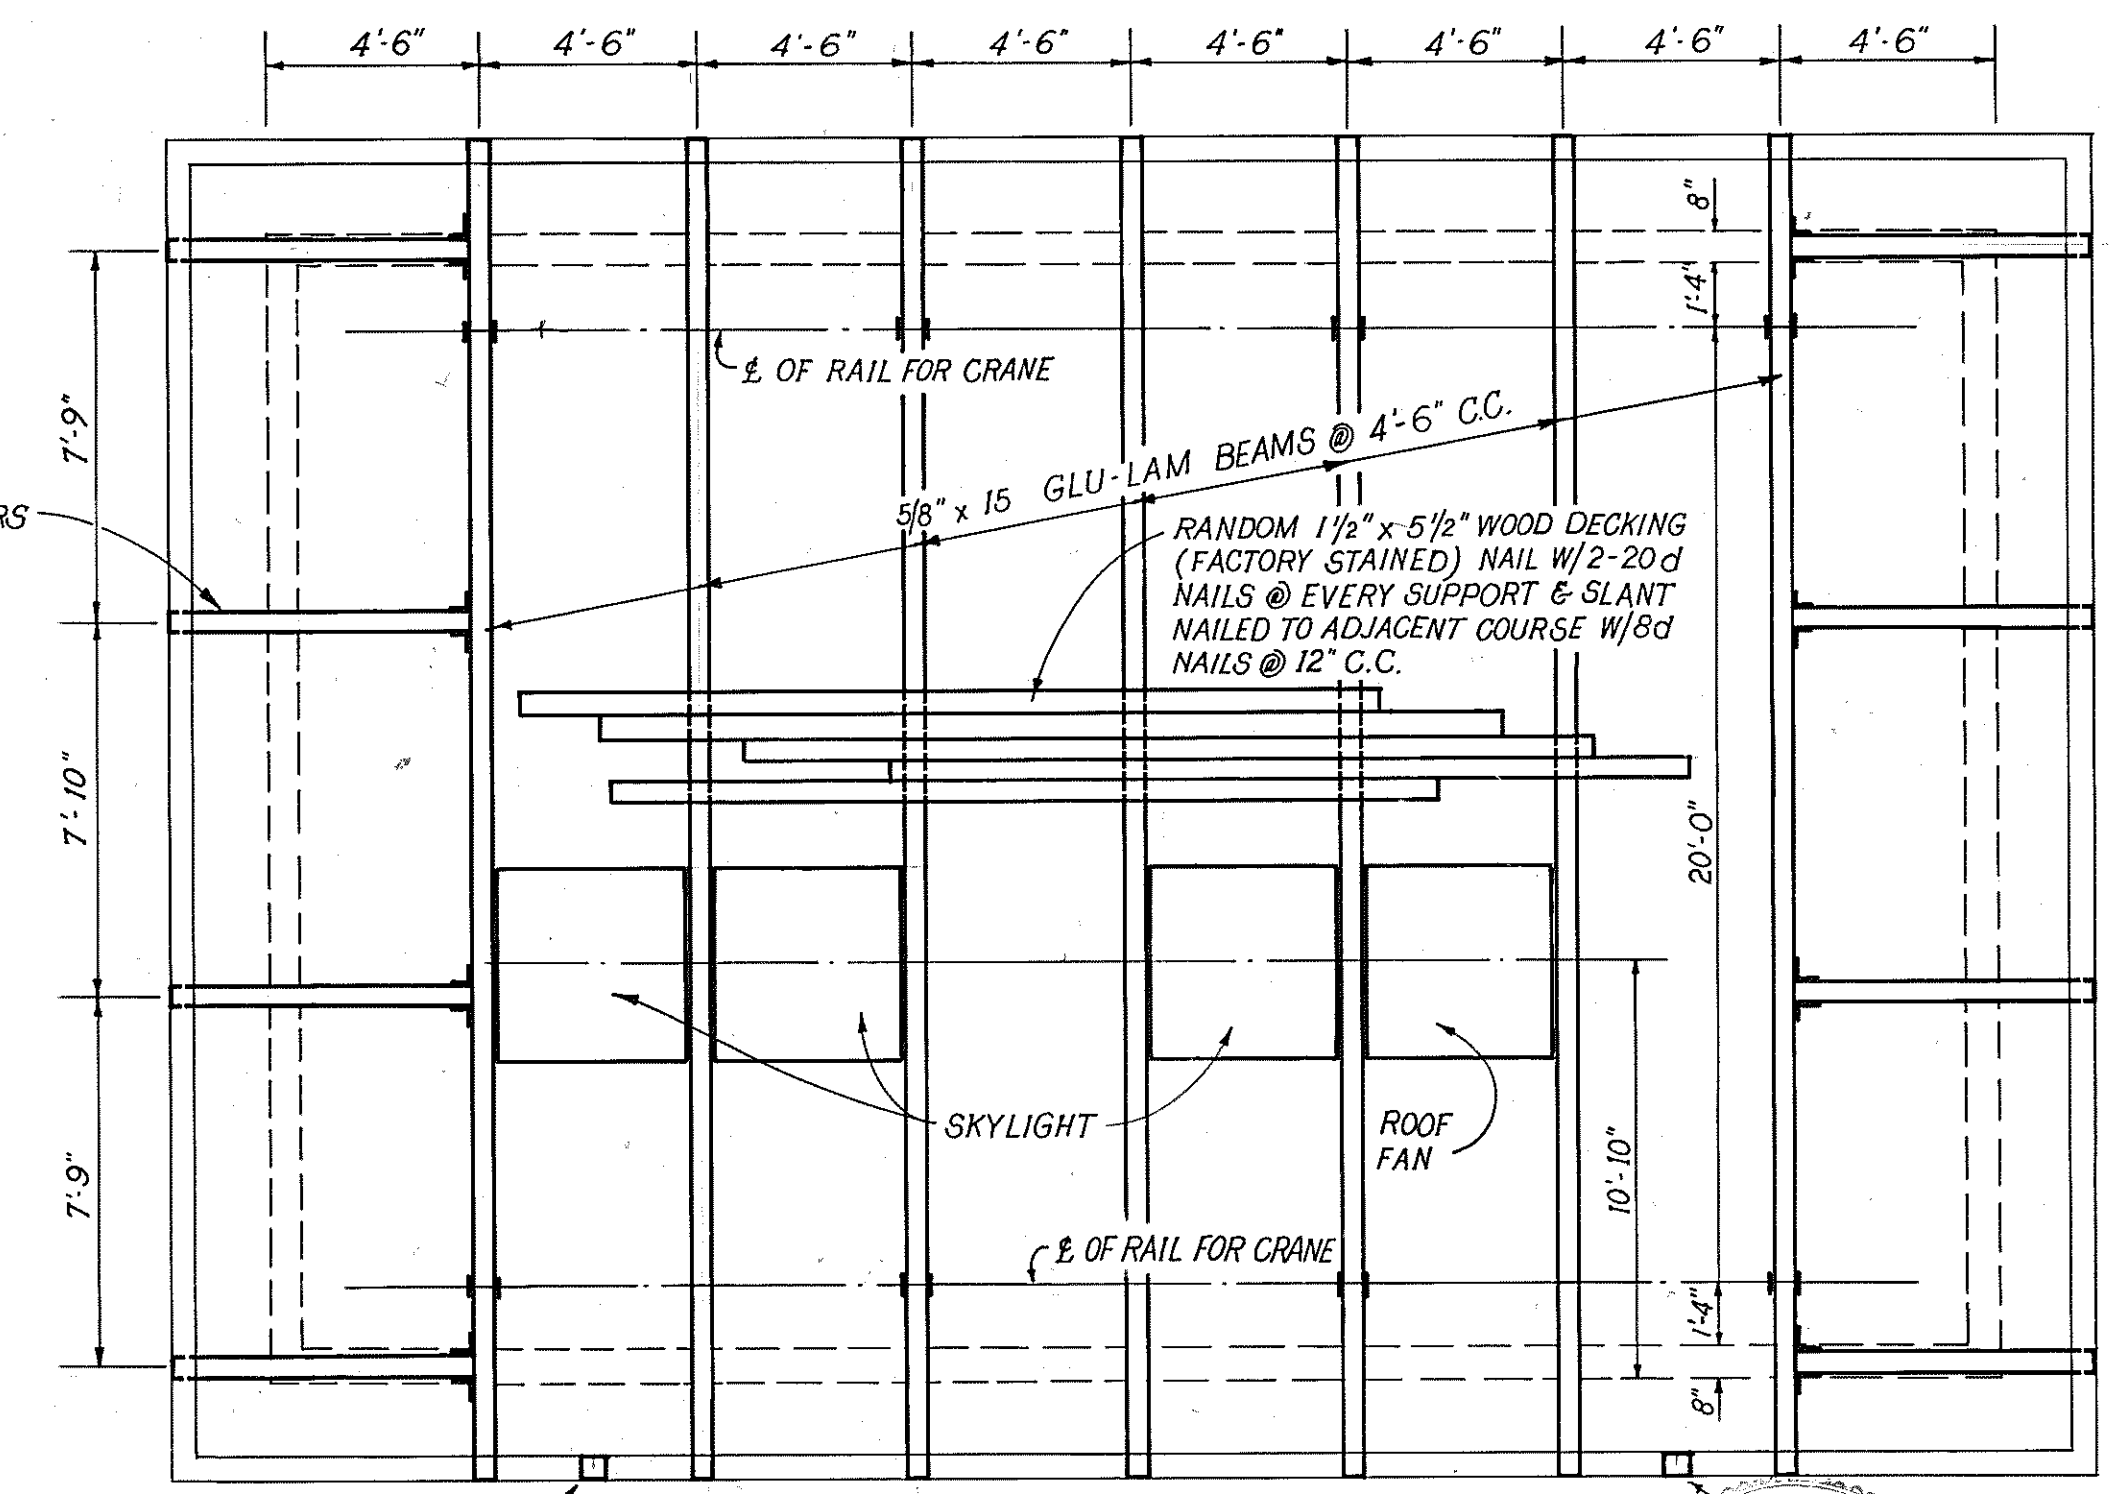 4'-6" 4'-6" 4'-6" 4'-6" 4'-6" 4'-6" 4'-6" 4'-6"
8"
1'-4"
℄ OF RAIL FOR CRANE
7'-9"
5/8" x 15 GLU-LAM BEAMS @ 4'-6" C.C.
RS
RANDOM 1 1/2" x 5 1/2" WOOD DECKING
(FACTORY STAINED) NAIL W/2-20d
NAILS @ EVERY SUPPORT & SLANT
NAILED TO ADJACENT COURSE W/8d
NAILS @ 12" C.C.
7'-10"
20'-0"
SKYLIGHT
ROOF
FAN
7'-9"
10'-10"
℄ OF RAIL FOR CRANE
1'-4"
8"